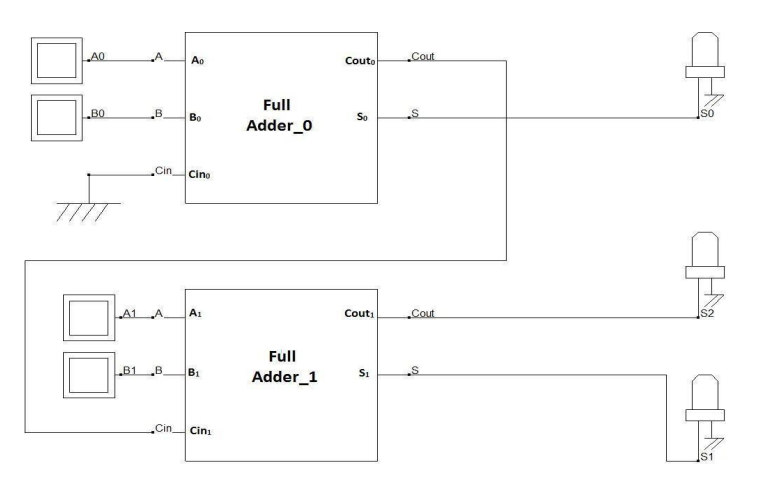 A0 A A₀ Cout₀ Cout
B0 B B₀ Full Adder_0 S₀ S S0
Cin Cin₀
A1 A A₁ Cout₁ Cout S2
B1 B B₁ Full Adder_1 S₁ S
Cin Cin₁
S1